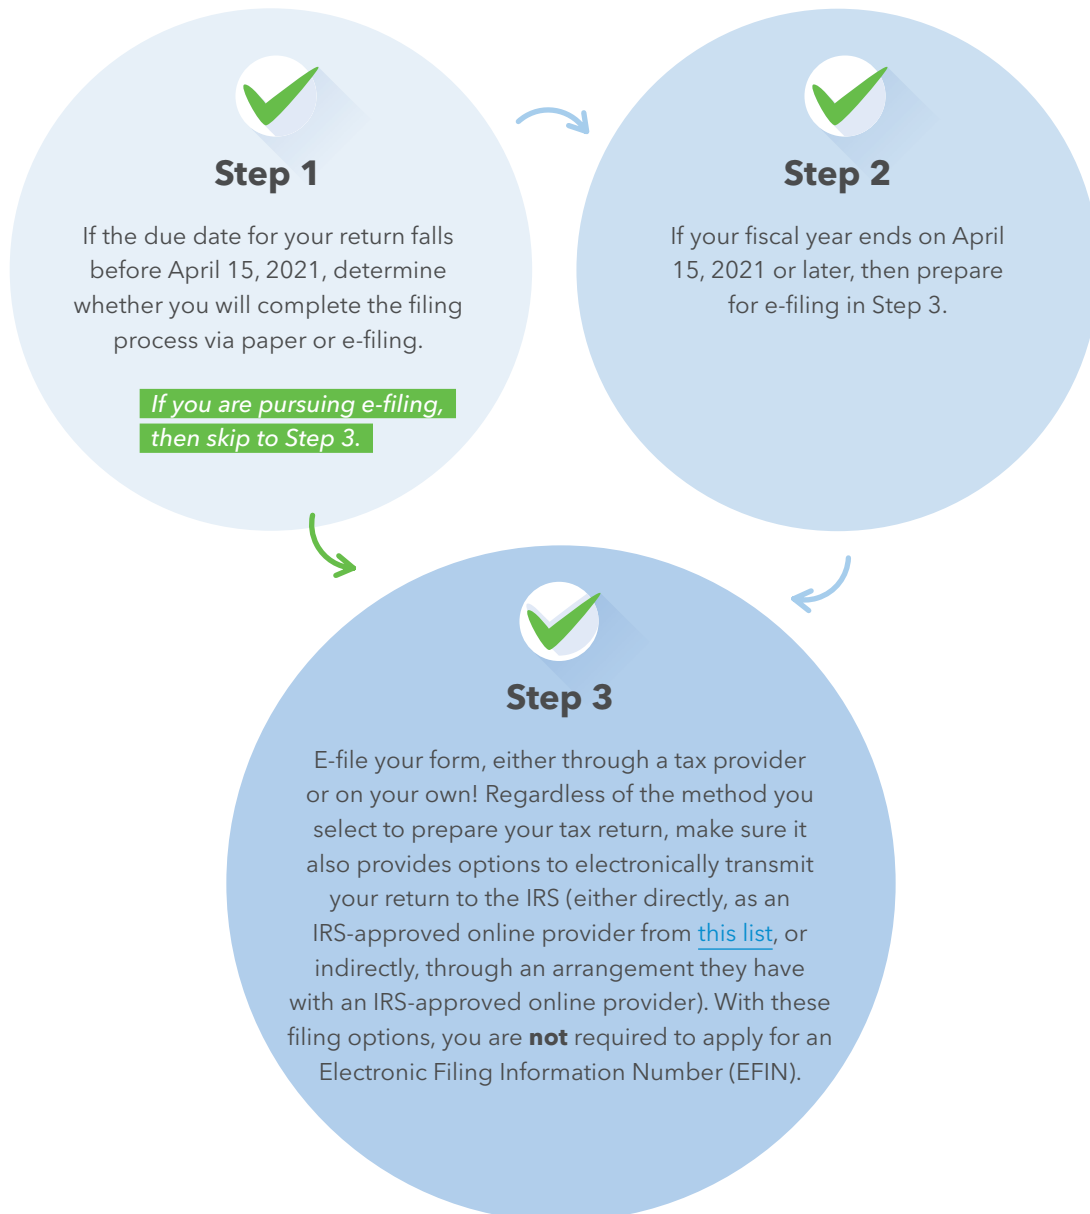 Step 1
If the due date for your return falls
before April 15, 2021, determine
whether you will complete the filing
process via paper or e-filing.
If you are pursuing e-filing,
then skip to Step 3.
Step 2
If your fiscal year ends on April
15, 2021 or later, then prepare
for e-filing in Step 3.
Step 3
E-file your form, either through a tax provider
or on your own! Regardless of the method you
select to prepare your tax return, make sure it
also provides options to electronically transmit
your return to the IRS (either directly, as an
IRS-approved online provider from this list, or
indirectly, through an arrangement they have
with an IRS-approved online provider). With these
filing options, you are not required to apply for an
Electronic Filing Information Number (EFIN).